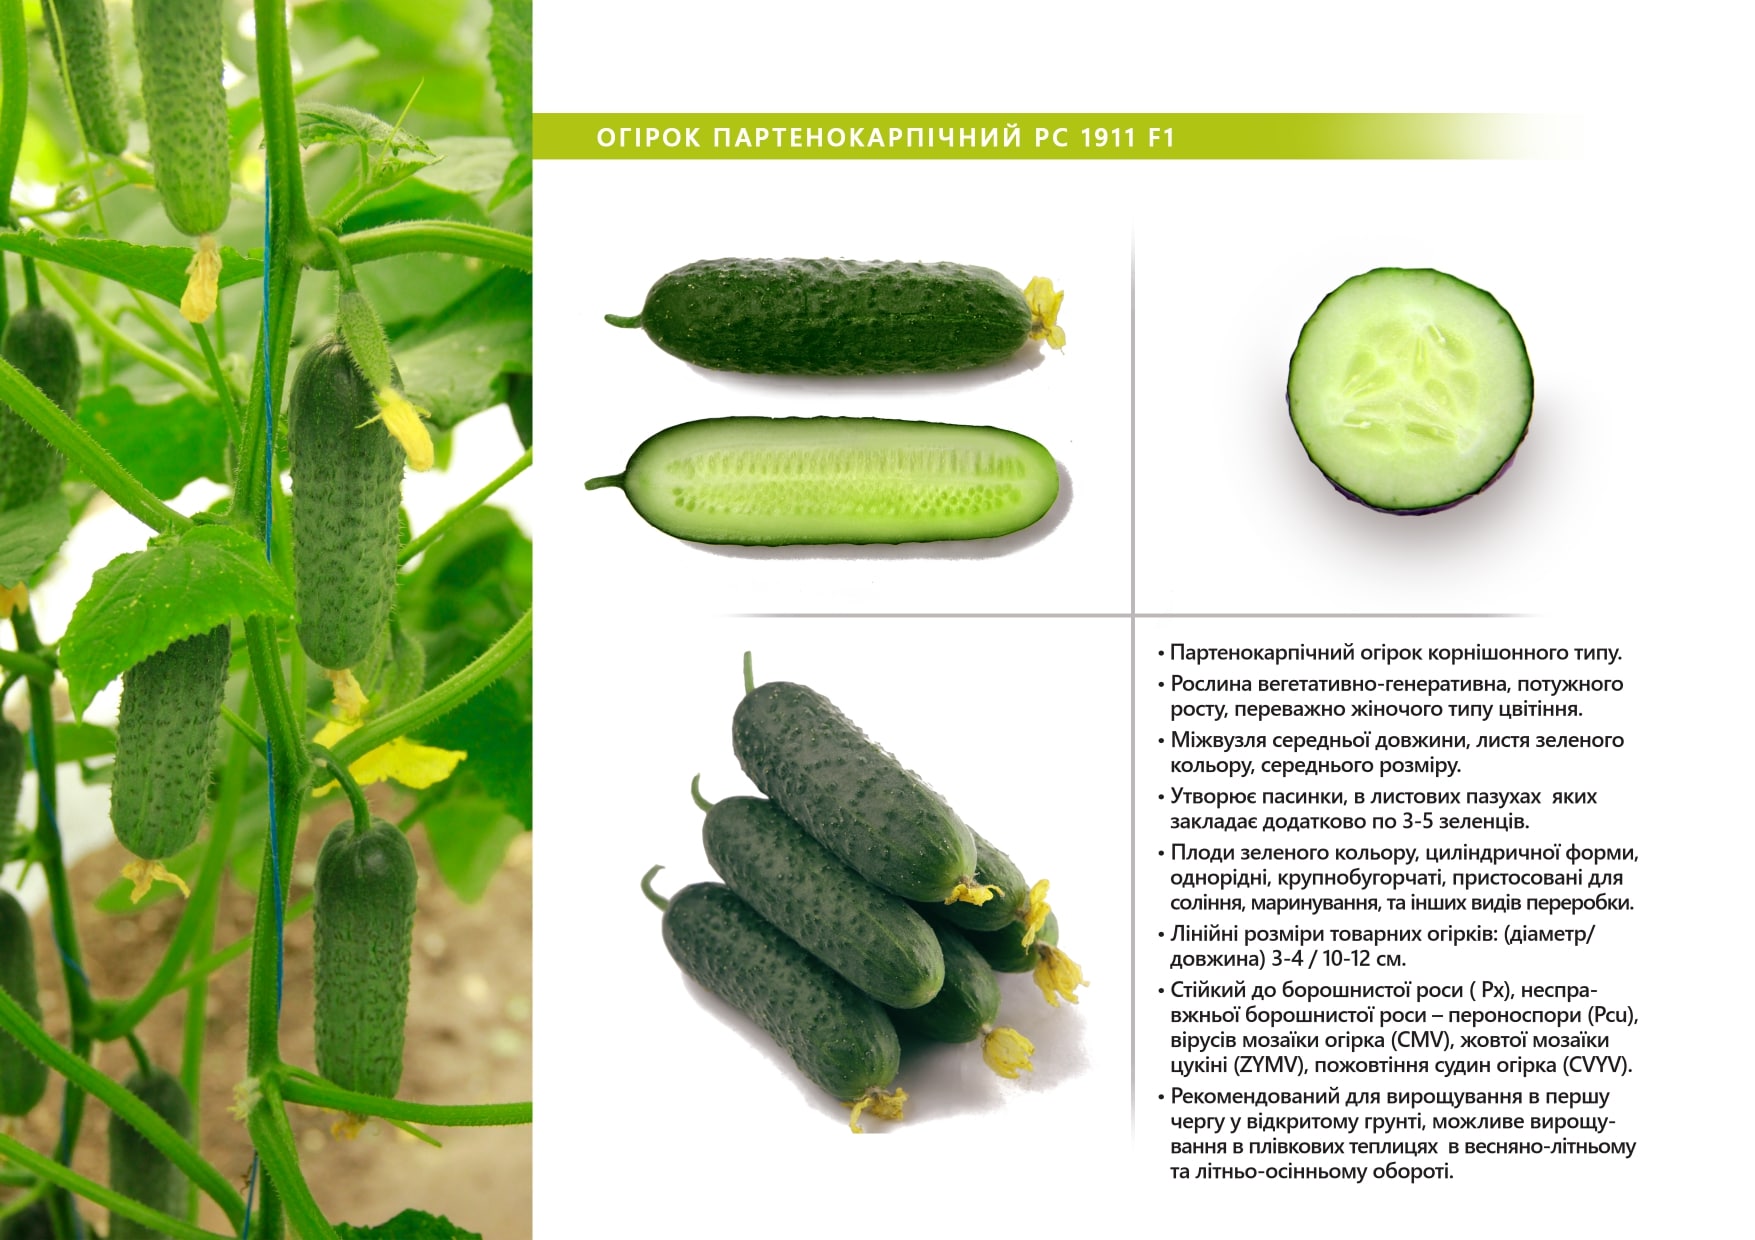 ОГІРОК ПАРТЕНОКАРПІЧНИЙ РС 1911 F1
• Партенокарпічний огірок корнішонного типу.
• Рослина вегетативно-генеративна, потужного
росту, переважно жіночого типу цвітіння.
• Міжвузля середньої довжини, листя зеленого
кольору, середнього розміру.
• Утворює пасинки, в листових пазухах  яких
закладає додатково по 3-5 зеленців.
• Плоди зеленого кольору, циліндричної форми,
однорідні, крупнобугорчаті, пристосовані для
соління, маринування, та інших видів переробки.
• Лінійні розміри товарних огірків: (діаметр/
довжина) 3-4 / 10-12 см.
• Стійкий до борошнистої роси ( Px), неспра-
вжньої борошнистої роси – пероноспори (Pcu),
вірусів мозаїки огірка (CMV), жовтої мозаїки
цукіні (ZYMV), пожовтіння судин огірка (CVYV).
• Рекомендований для вирощування в першу
чергу у відкритому грунті, можливе вирощу-
вання в плівкових теплицях  в весняно-літньому
та літньо-осінньому обороті.